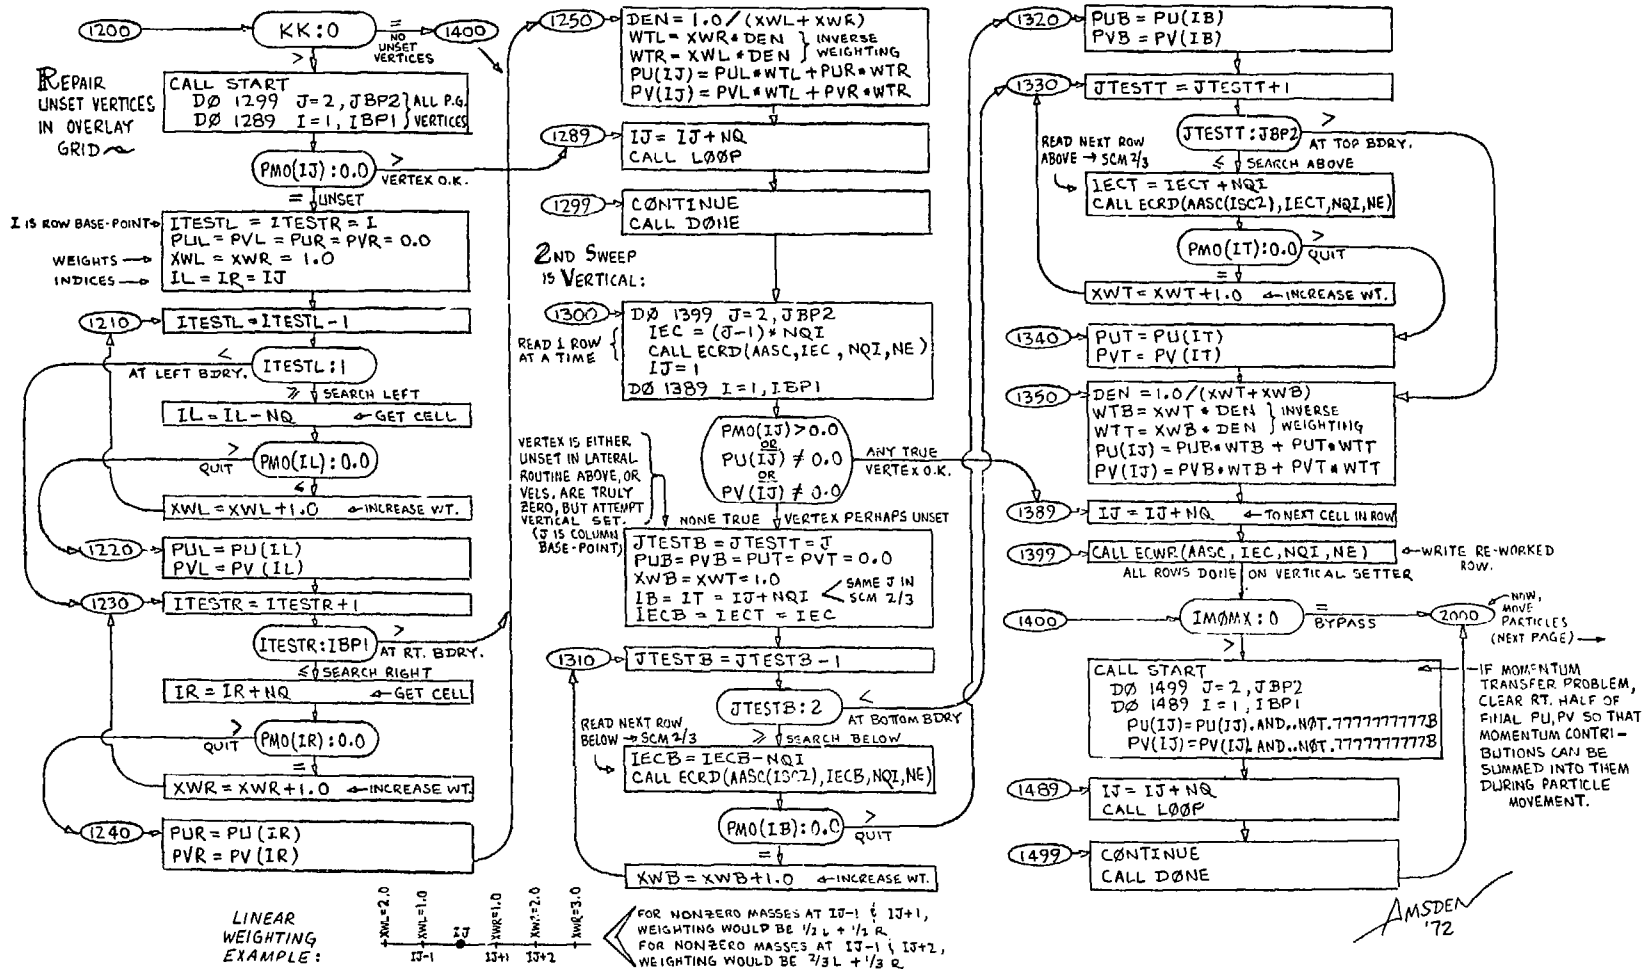 1200
KK:0
=
NO
UNSET
VERTICES
1400
>
REPAIR
UNSET VERTICES
IN OVERLAY
GRID
CALL START
DØ 1299 J=2, JBP2
DØ 1289 I=1, IBP1
ALL P.G.
VERTICES
PMO(IJ):0.0
>
VERTEX O.K.
= UNSET
I IS ROW BASE-POINT
WEIGHTS
INDICES
ITESTL = ITESTR = I
PUL = PVL = PUR = PVR = 0.0
XWL = XWR = 1.0
IL = IR = IJ
1210
ITESTL = ITESTL-1
ITESTL:1
<
AT LEFT BDRY.
≥ SEARCH LEFT
IL = IL-NQ
GET CELL
PMO(IL):0.0
>
QUIT
≤
XWL = XWL+1.0
INCREASE WT.
1220
PUL = PU(IL)
PVL = PV(IL)
1230
ITESTR = ITESTR+1
ITESTR:IBP1
>
AT RT. BDRY.
≤ SEARCH RIGHT
IR = IR+NQ
GET CELL
PMO(IR):0.0
>
QUIT
=
XWR = XWR+1.0
INCREASE WT.
1240
PUR = PU(IR)
PVR = PV(IR)
1250
DEN = 1.0/(XWL+XWR)
WTL = XWR*DEN
WTR = XWL*DEN
INVERSE
WEIGHTING
PU(IJ) = PUL*WTL+PUR*WTR
PV(IJ) = PVL*WTL+PVR*WTR
1289
IJ = IJ+NQ
CALL LØØP
1299
CØNTINUE
CALL DØNE
2ND SWEEP
IS VERTICAL:
1300
READ 1 ROW
AT A TIME
DØ 1399 J=2, JBP2
IEC = (J-1)*NQI
CALL ECRD(AASC,IEC,NQI,NE)
IJ=1
DØ 1389 I=1, IBP1
PMO(IJ)>0.0
OR
PU(IJ) ≠ 0.0
OR
PV(IJ) ≠ 0.0
ANY TRUE
VERTEX O.K.
VERTEX IS EITHER
UNSET IN LATERAL
ROUTINE ABOVE, OR
VELS. ARE TRULY
ZERO, BUT ATTEMPT
VERTICAL SET.
(J IS COLUMN
BASE-POINT)
NONE TRUE
VERTEX PERHAPS UNSET
JTESTB = JTESTT = J
PUB = PVB = PUT = PVT = 0.0
XWB = XWT = 1.0
IB = IT = IJ+NQI
IECB = IECT = IEC
SAME J IN
SCM 2/3
1310
JTESTB = JTESTB-1
JTESTB:2
<
AT BOTTOM BDRY
≥ SEARCH BELOW
READ NEXT ROW
BELOW → SCM 2/3
IECB = IECB-NQI
CALL ECRD(AASC(ISC2),IECB,NQI,NE)
PMO(IB):0.0
>
QUIT
=
XWB = XWB+1.0
INCREASE WT.
1320
PUB = PU(IB)
PVB = PV(IB)
1330
JTESTT = JTESTT+1
JTESTT:JBP2
>
AT TOP BDRY.
≤ SEARCH ABOVE
READ NEXT ROW
ABOVE → SCM 2/3
IECT = IECT+NQI
CALL ECRD(AASC(ISC2),IECT,NQI,NE)
PMO(IT):0.0
>
QUIT
=
XWT = XWT+1.0
INCREASE WT.
1340
PUT = PU(IT)
PVT = PV(IT)
1350
DEN = 1.0/(XWT+XWB)
WTB = XWT*DEN
WTT = XWB*DEN
INVERSE
WEIGHTING
PU(IJ) = PUB*WTB + PUT*WTT
PV(IJ) = PVB*WTB + PVT*WTT
1389
IJ = IJ+NQ
TO NEXT CELL IN ROW
1399
CALL ECWR(AASC, IEC,NQI,NE)
WRITE RE-WORKED
ROW.
ALL ROWS DONE ON VERTICAL SETTER
1400
IMØMX:0
=
BYPASS
2000
NOW,
MOVE
PARTICLES
(NEXT PAGE)
>
CALL START
DØ 1499 J=2, JBP2
DØ 1489 I=1, IBP1
PU(IJ)=PU(IJ).AND..NØT.7777777777B
PV(IJ)=PV(IJ).AND..NØT.7777777777B
IF MOMENTUM
TRANSFER PROBLEM,
CLEAR RT. HALF OF
FINAL PU,PV SO THAT
MOMENTUM CONTRI-
BUTIONS CAN BE
SUMMED INTO THEM
DURING PARTICLE
MOVEMENT.
1489
IJ = IJ+NQ
CALL LØØP
1499
CØNTINUE
CALL DØNE
AMSDEN
'72
LINEAR
WEIGHTING
EXAMPLE:
XWL=2.0
XWL=1.0
IJ
XWR=1.0
XWR=2.0
XWR=3.0
IJ-1
IJ+1
IJ+2
FOR NONZERO MASSES AT IJ-1 & IJ+1,
WEIGHTING WOULD BE 1/2 L + 1/2 R
FOR NONZERO MASSES AT IJ-1 & IJ+2,
WEIGHTING WOULD BE 2/3 L + 1/3 R